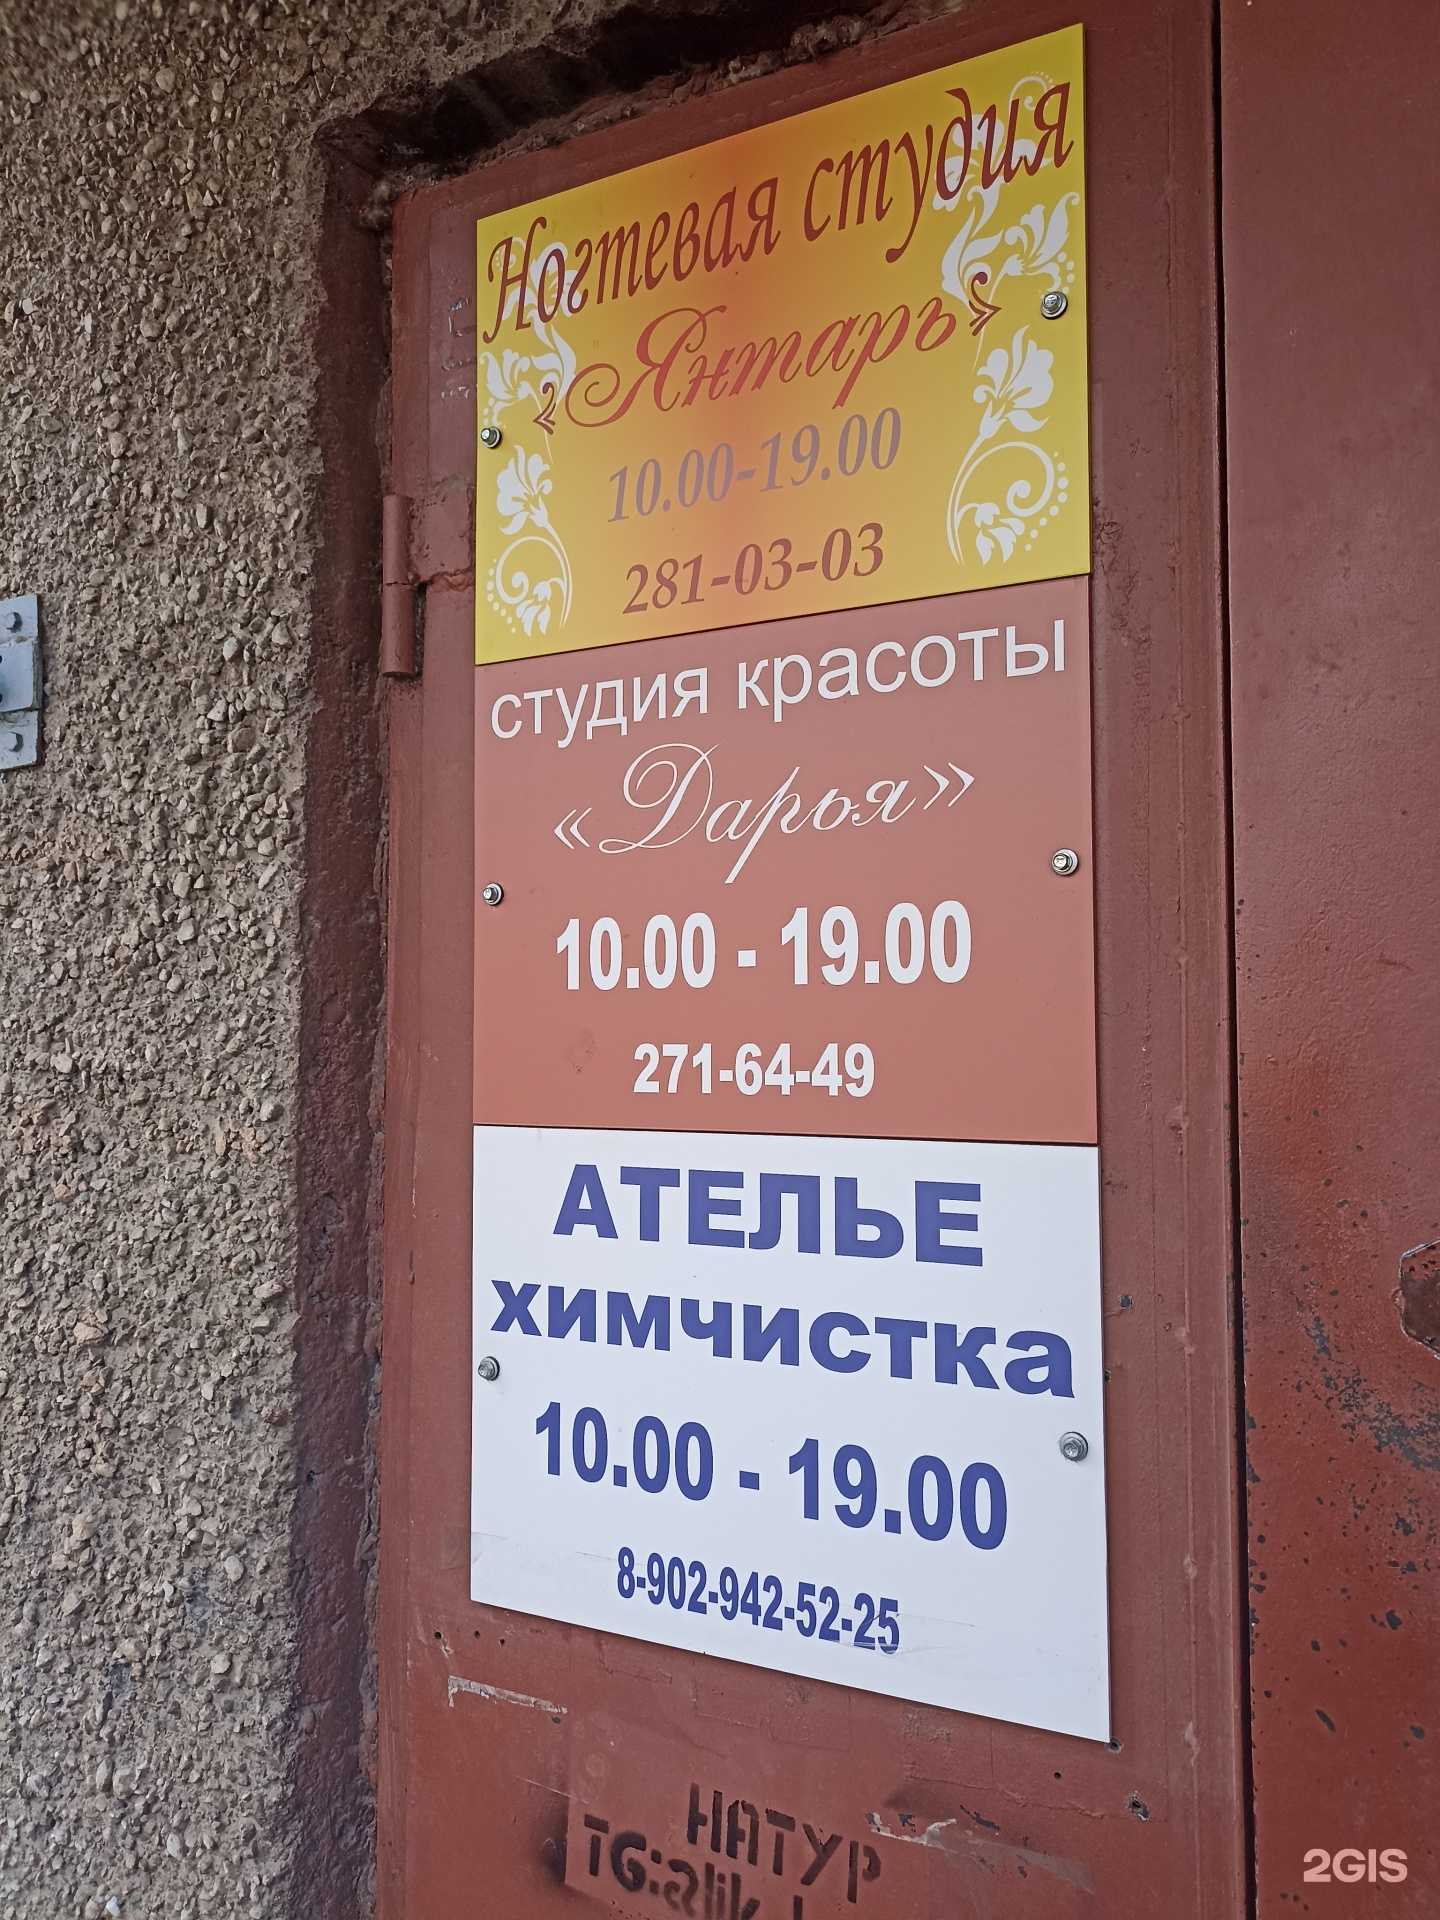 Ногтевая студия
«Янтарь»
10.00-19.00
281-03-03
студия красоты
«Дарья»
10.00 - 19.00
271-64-49
АТЕЛЬЕ
химчистка
10.00 - 19.00
8-902-942-52-25
НАТУР
TG:
2GIS